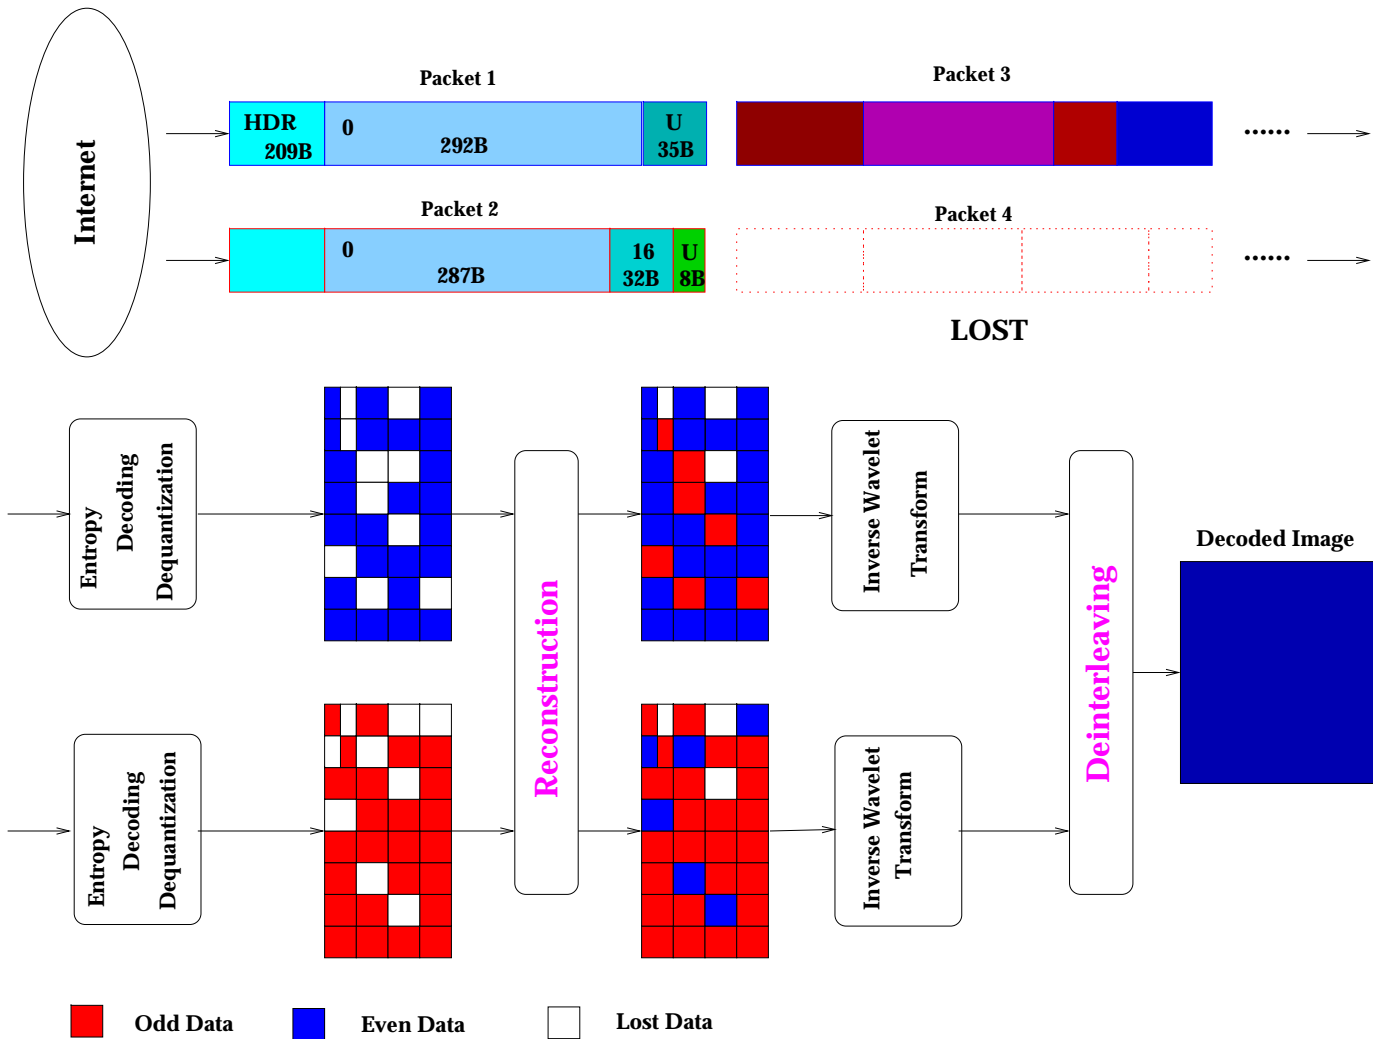 Internet
Packet 1
HDR
209B
0
292B
U
35B
Packet 3
......
Packet 2
0
287B
16
32B
U
8B
Packet 4
......
LOST
Entropy
Decoding
Dequantization
Reconstruction
Inverse Wavelet
Transform
Deinterleaving
Decoded Image
Entropy
Decoding
Dequantization
Inverse Wavelet
Transform
Odd Data
Even Data
Lost Data